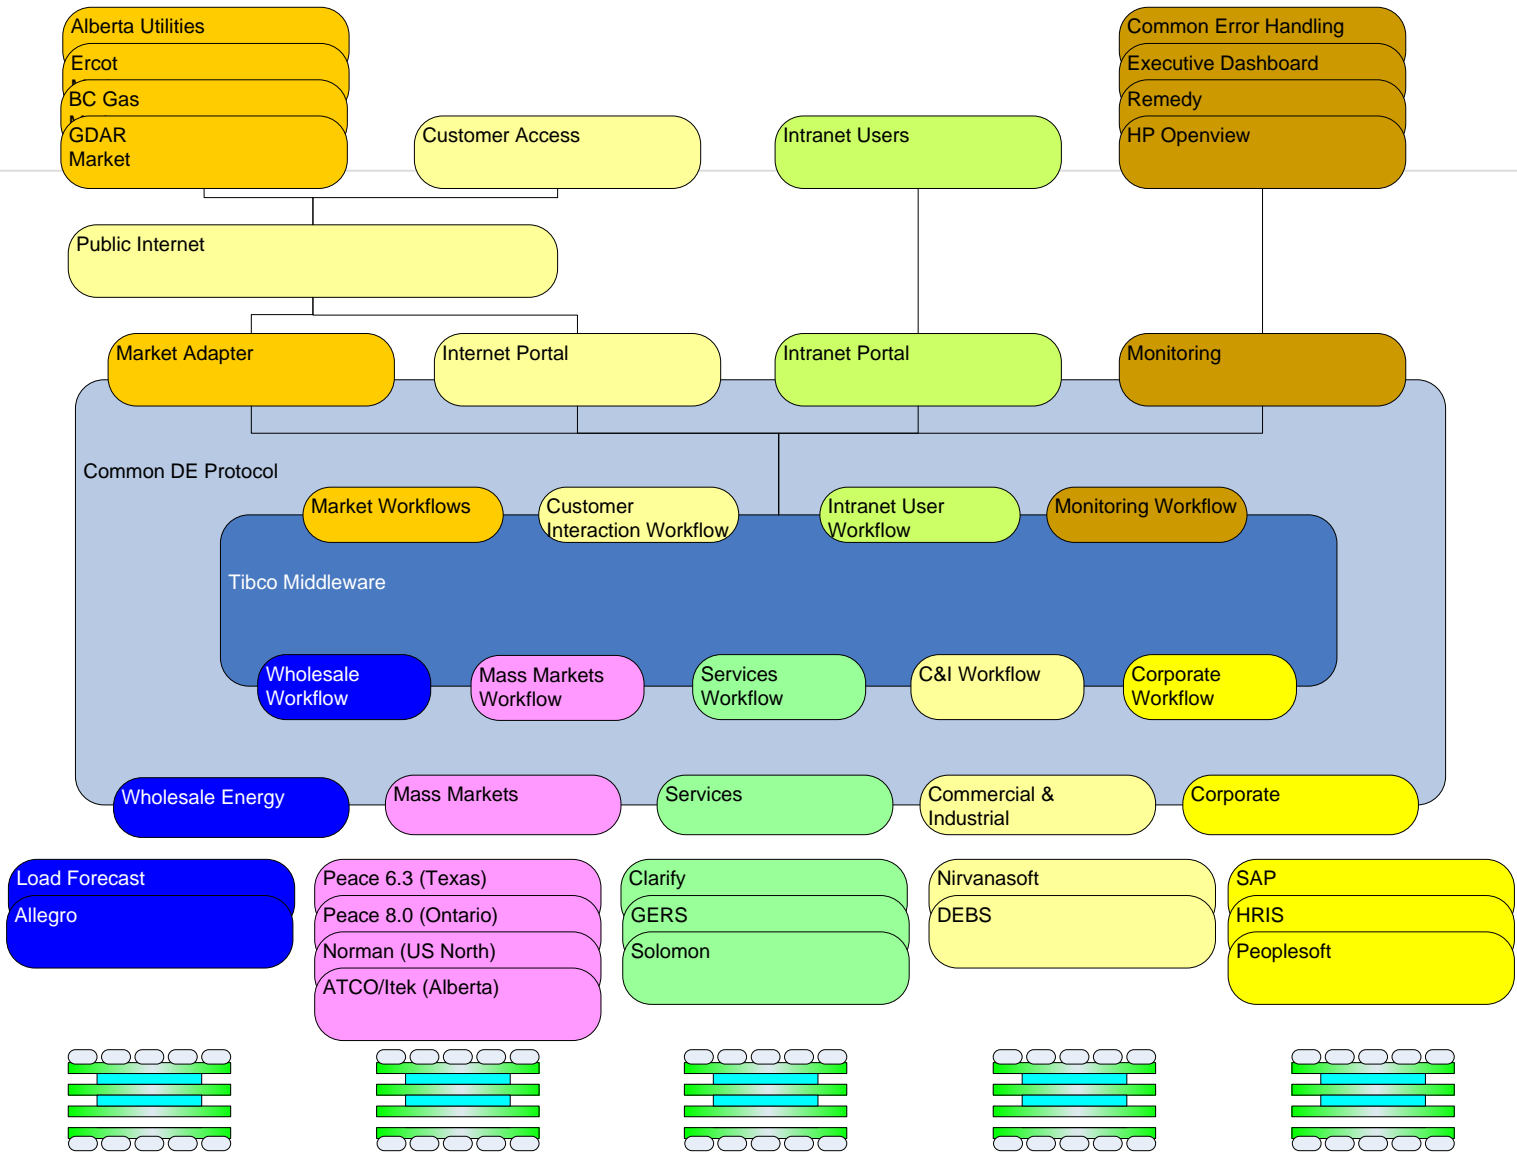 Alberta Utilities
Ercot
BC Gas
GDAR
Market
Customer Access
Intranet Users
Common Error Handling
Executive Dashboard
Remedy
HP Openview
Public Internet
Market Adapter
Internet Portal
Intranet Portal
Monitoring
Common DE Protocol
Market Workflows
Customer
Interaction Workflow
Intranet User
Workflow
Monitoring Workflow
Tibco Middleware
Wholesale
Workflow
Mass Markets
Workflow
Services
Workflow
C&I Workflow
Corporate
Workflow
Wholesale Energy
Mass Markets
Services
Commercial &
Industrial
Corporate
Load Forecast
Allegro
Peace 6.3 (Texas)
Peace 8.0 (Ontario)
Norman (US North)
ATCO/Itek (Alberta)
Clarify
GERS
Solomon
Nirvanasoft
DEBS
SAP
HRIS
Peoplesoft